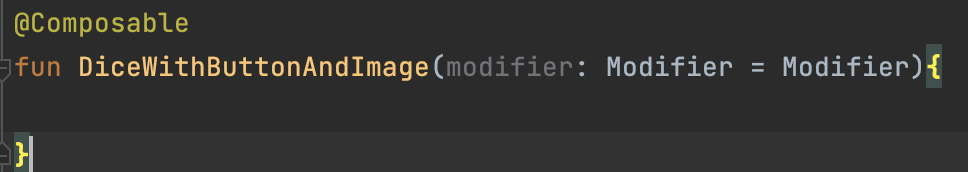 @Composable
fun DiceWithButtonAndImage(modifier: Modifier = Modifier){
}